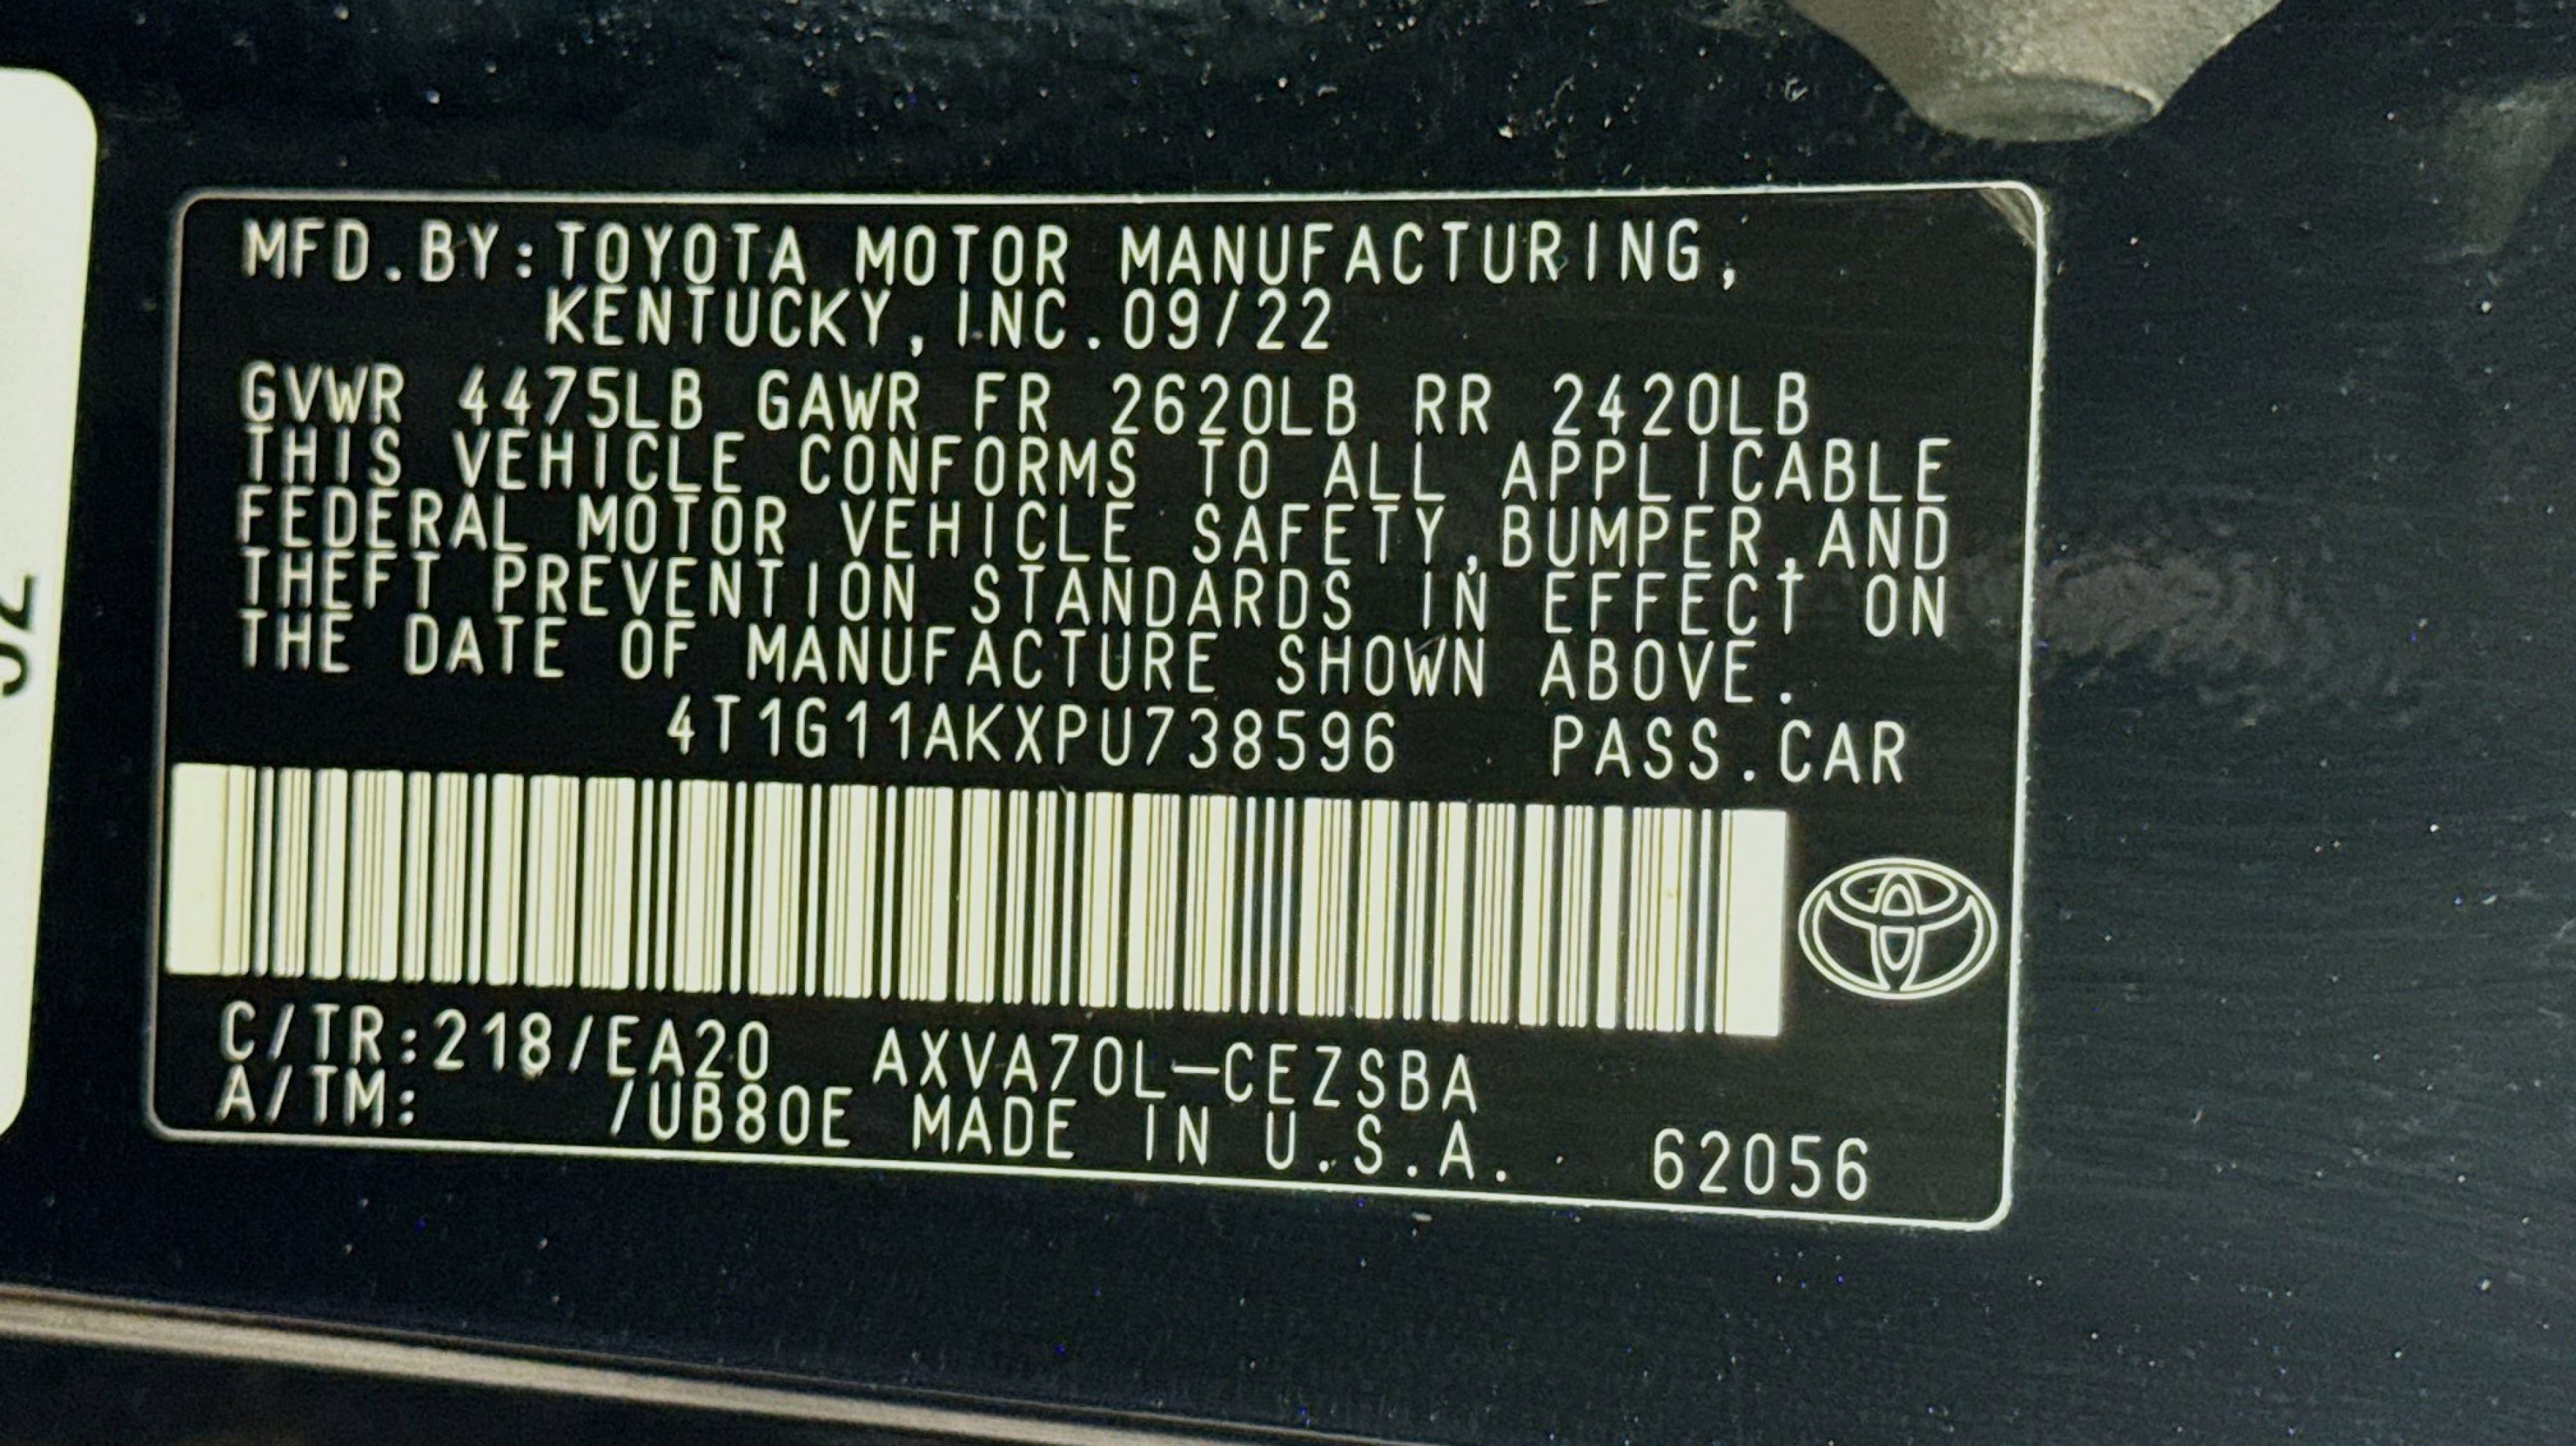 MFD.BY:TOYOTA MOTOR MANUFACTURING,
KENTUCKY, INC.09/22
GVWR 4475LB GAWR FR 2620LB RR 2420LB
THIS VEHICLE CONFORMS TO ALL APPLICABLE
FEDERAL MOTOR VEHICLE SAFETY,BUMPER,AND
THEFT PREVENTION STANDARDS IN EFFECT ON
THE DATE OF MANUFACTURE SHOWN ABOVE.
4T1G11AKXPU738596 PASS.CAR
C/TR:218/EA20 AXVA70L-CEZSBA
A/TM: /UB80E MADE IN U.S.A. 62056